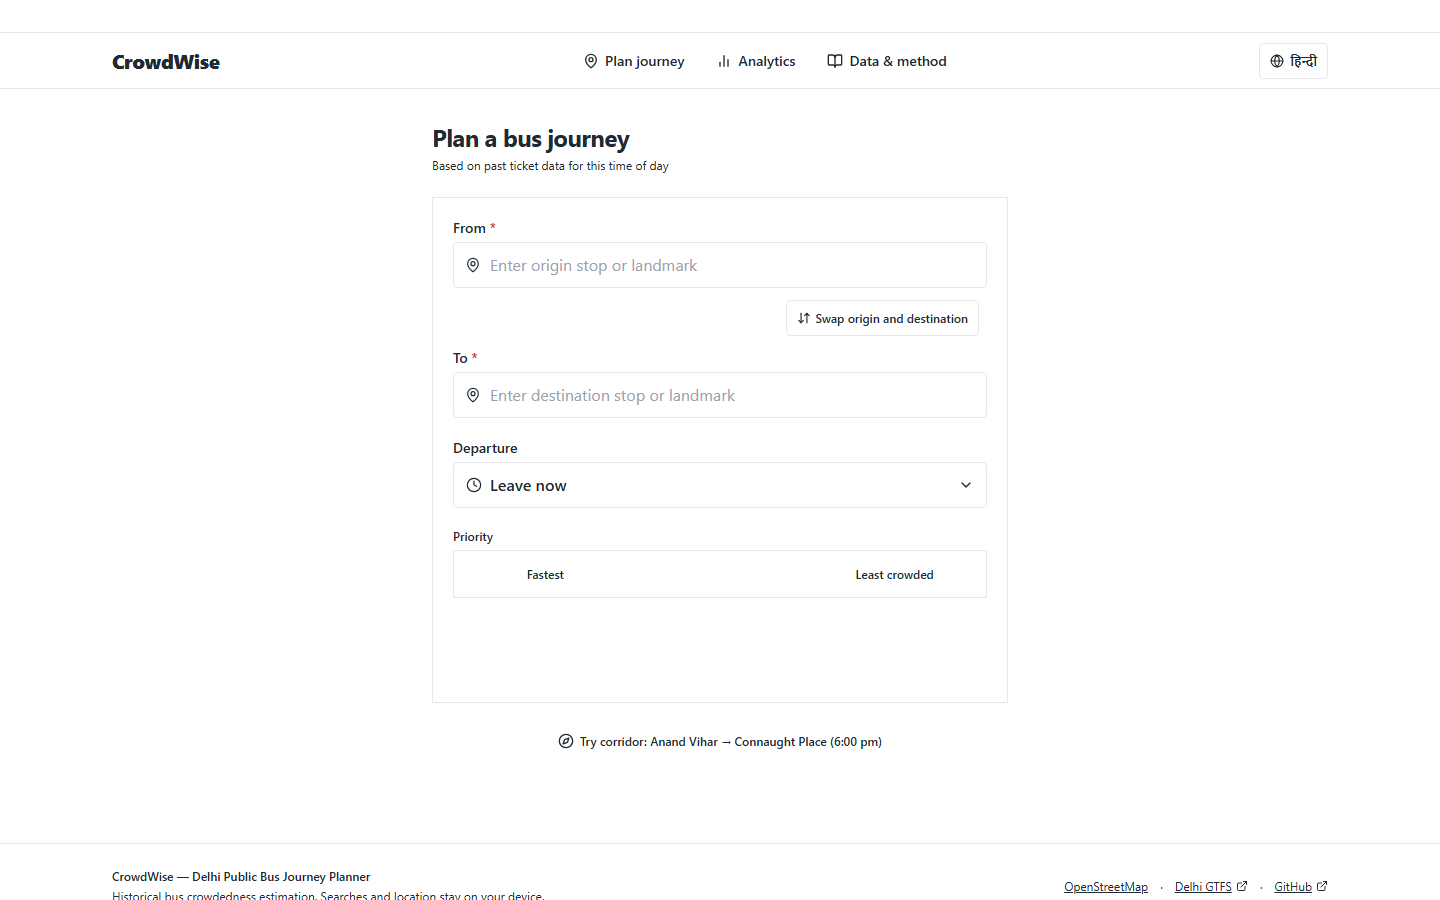 CrowdWise
Plan journey
Analytics
Data & method
हिन्दी
Plan a bus journey
Based on past ticket data for this time of day
From *
Enter origin stop or landmark
Swap origin and destination
To *
Enter destination stop or landmark
Departure
Leave now
Priority
Fastest
Least crowded
Try corridor: Anand Vihar → Connaught Place (6:00 pm)
CrowdWise — Delhi Public Bus Journey Planner
Historical bus crowdedness estimation. Searches and location stay on your device.
OpenStreetMap · Delhi GTFS · GitHub